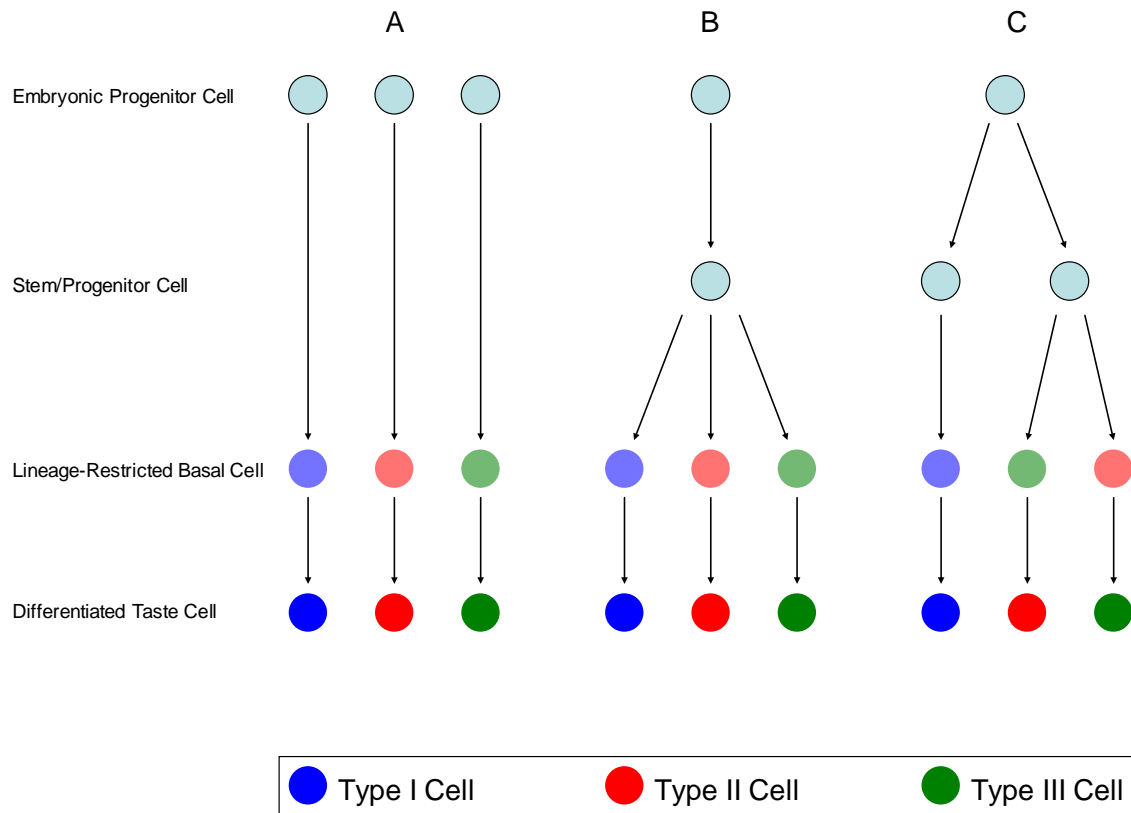 A B C
Embryonic Progenitor Cell
Stem/Progenitor Cell
Lineage-Restricted Basal Cell
Differentiated Taste Cell
Type I Cell Type II Cell Type III Cell